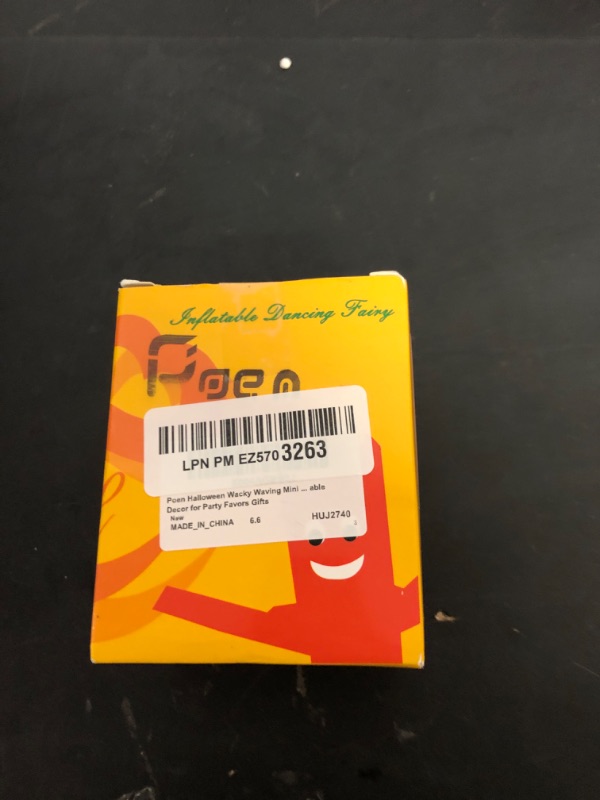 Inflatable Dancing Fairy
Poen
LPN PM EZ570 3263
Poen Halloween Wacky Waving Mini ... able
Decor for Party Favors Gifts
New
MADE_IN_CHINA 6.6 HUJ2740